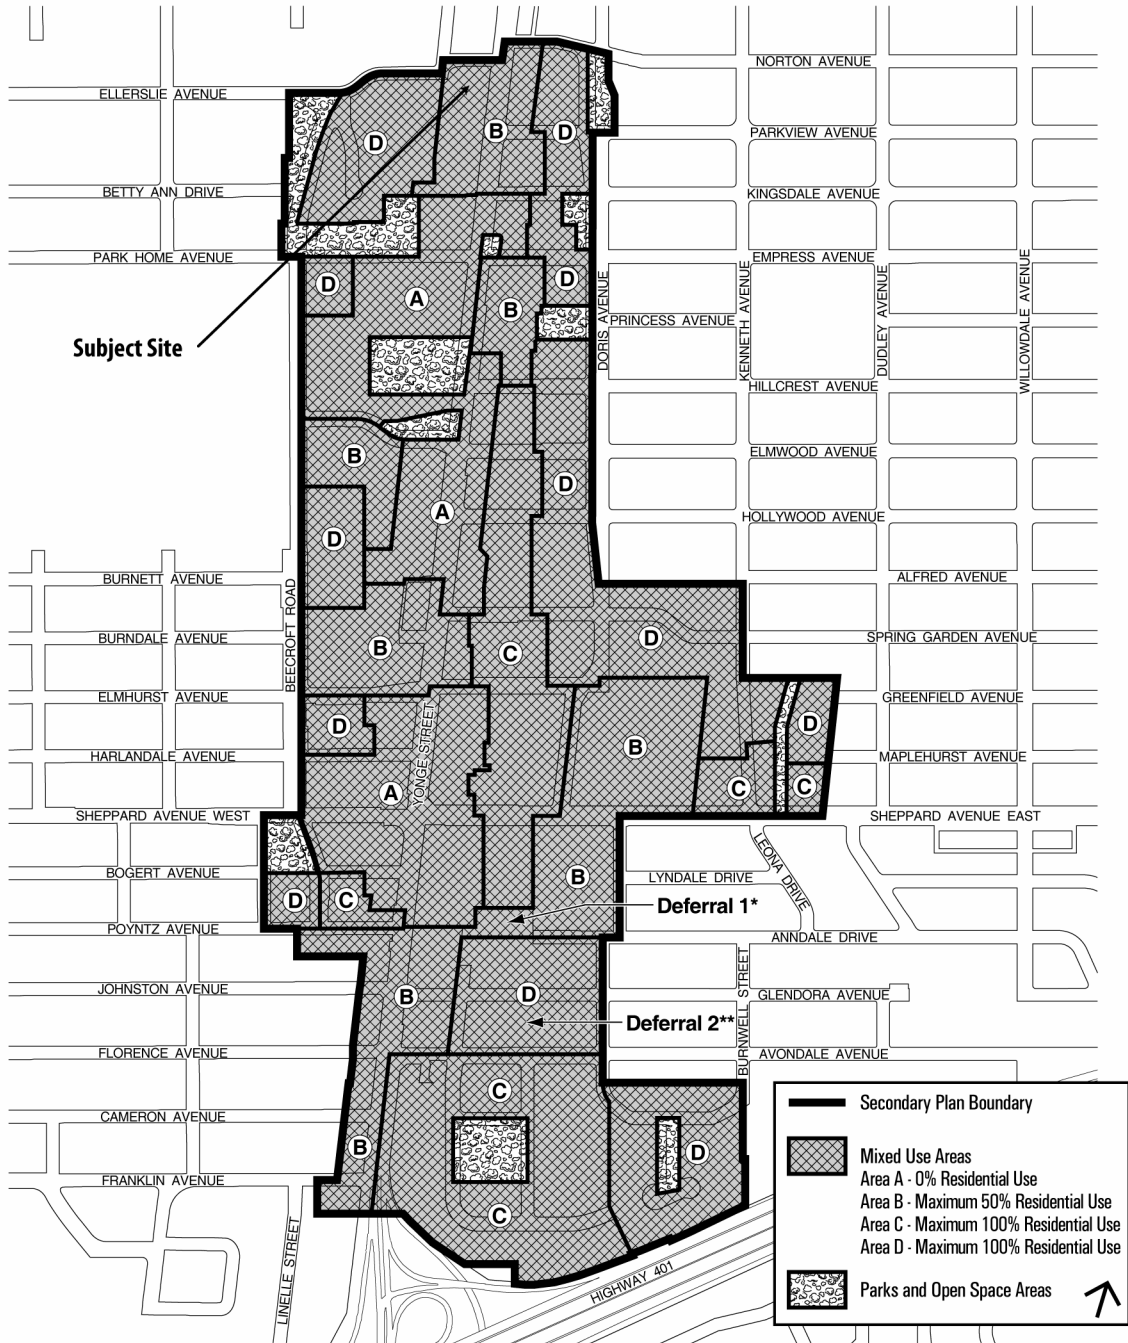 NORTON AVENUE
ELLERSLIE AVENUE
B
PARKVIEW AVENUE
D
D
BETTY ANN DRIVE
KINGSDALE AVENUE
PARK HOME AVENUE
EMPRESS AVENUE
D
D
A
B
DORIS AVENUE
PRINCESS AVENUE
KENNETH AVENUE
DUDLEY AVENUE
WILLOWDALE AVENUE
Subject Site
HILLCREST AVENUE
B
ELMWOOD AVENUE
D
A
HOLLYWOOD AVENUE
D
BURNETT AVENUE
ALFRED AVENUE
BEECROFT ROAD
BURNDALE AVENUE
B
C
D
SPRING GARDEN AVENUE
ELMHURST AVENUE
GREENFIELD AVENUE
D
YONGE STREET
B
D
HARLANDALE AVENUE
MAPLEHURST AVENUE
A
C
C
SHEPPARD AVENUE WEST
SHEPPARD AVENUE EAST
LEONA DRIVE
BOGERT AVENUE
B
LYNDALE DRIVE
D
C
Deferral 1*
POYNTZ AVENUE
ANNDALE DRIVE
JOHNSTON AVENUE
B
D
BURNWELL STREET
GLENDORA AVENUE
Deferral 2**
FLORENCE AVENUE
AVONDALE AVENUE
C
CAMERON AVENUE
B
D
FRANKLIN AVENUE
C
LINELLE STREET
HIGHWAY 401
Secondary Plan Boundary
Mixed Use Areas
Area A - 0% Residential Use
Area B - Maximum 50% Residential Use
Area C - Maximum 100% Residential Use
Area D - Maximum 100% Residential Use
Parks and Open Space Areas